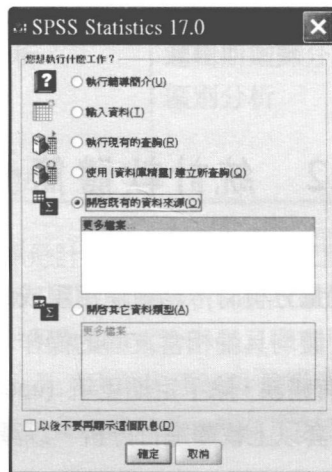 SPSS Statistics 17.0
您想執行什麼工作？
執行輔導簡介(U)
輸入資料(T)
執行現有的查詢(R)
使用 [資料庫精靈] 建立新查詢(Q)
開啟既有的資料來源(O)
更多檔案...
開啟其它資料類型(A)
更多檔案
以後不要再顯示這個訊息(D)
確定
取消